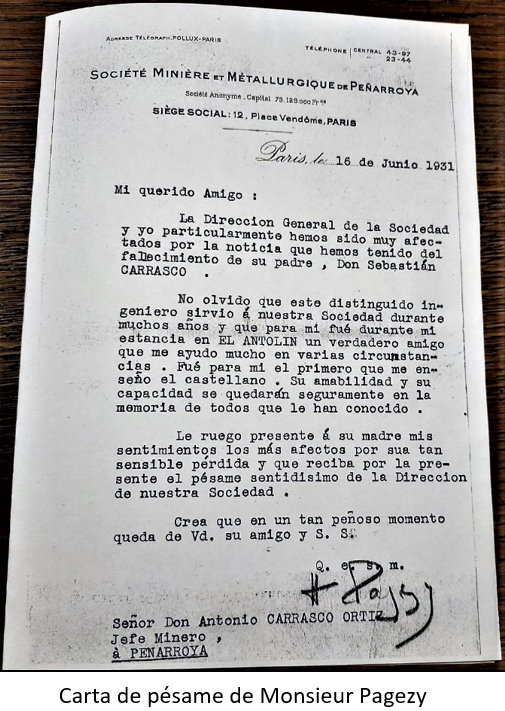 ADRESSE TÉLÉGRAPH. POLLUX-PARIS
TÉLÉPHONE CENTRAL 43-97
" 23-44
SOCIÉTÉ MINIÈRE ET MÉTALLURGIQUE DE PEÑARROYA
Société Anonyme. Capital 73.128.000 Frs
SIÈGE SOCIAL: 12, Place Vendôme, PARIS
Paris, le 16 de Junio 1931
Mi querido Amigo :
La Direccion General de la Sociedad
y yo particularmente hemos sido muy afec-
tados por la noticia que hemos tenido del
fallecimiento de su padre , Don Sebastián
CARRASCO .
No olvido que este distinguido in-
geniero sirvio á nuestra Sociedad durante
muchos años y que para mi fué durante mi
estancia en EL ANTOLIN un verdadero amigo
que me ayudo mucho en varias circumstan-
cias . Fué para mi el primero que me en-
seño el castellano . Su amabilidad y su
capacidad se quedarán seguramente en la
memoria de todos que le han conocido .
Le ruego presente á su madre mis
sentimientos los más afectos por sua tan
sensible pérdida y que reciba por la pre-
sente el pésame sentidisimo de la Direccion
de nuestra Sociedad .
Crea que en un tan peñoso momento
queda de Vd. su amigo y S. S.
Q. e. s. m.
H Pagezy
Señor Don Antonio CARRASCO ORTIZ
Jefe Minero ,
à PENARROYA
Carta de pésame de Monsieur Pagezy